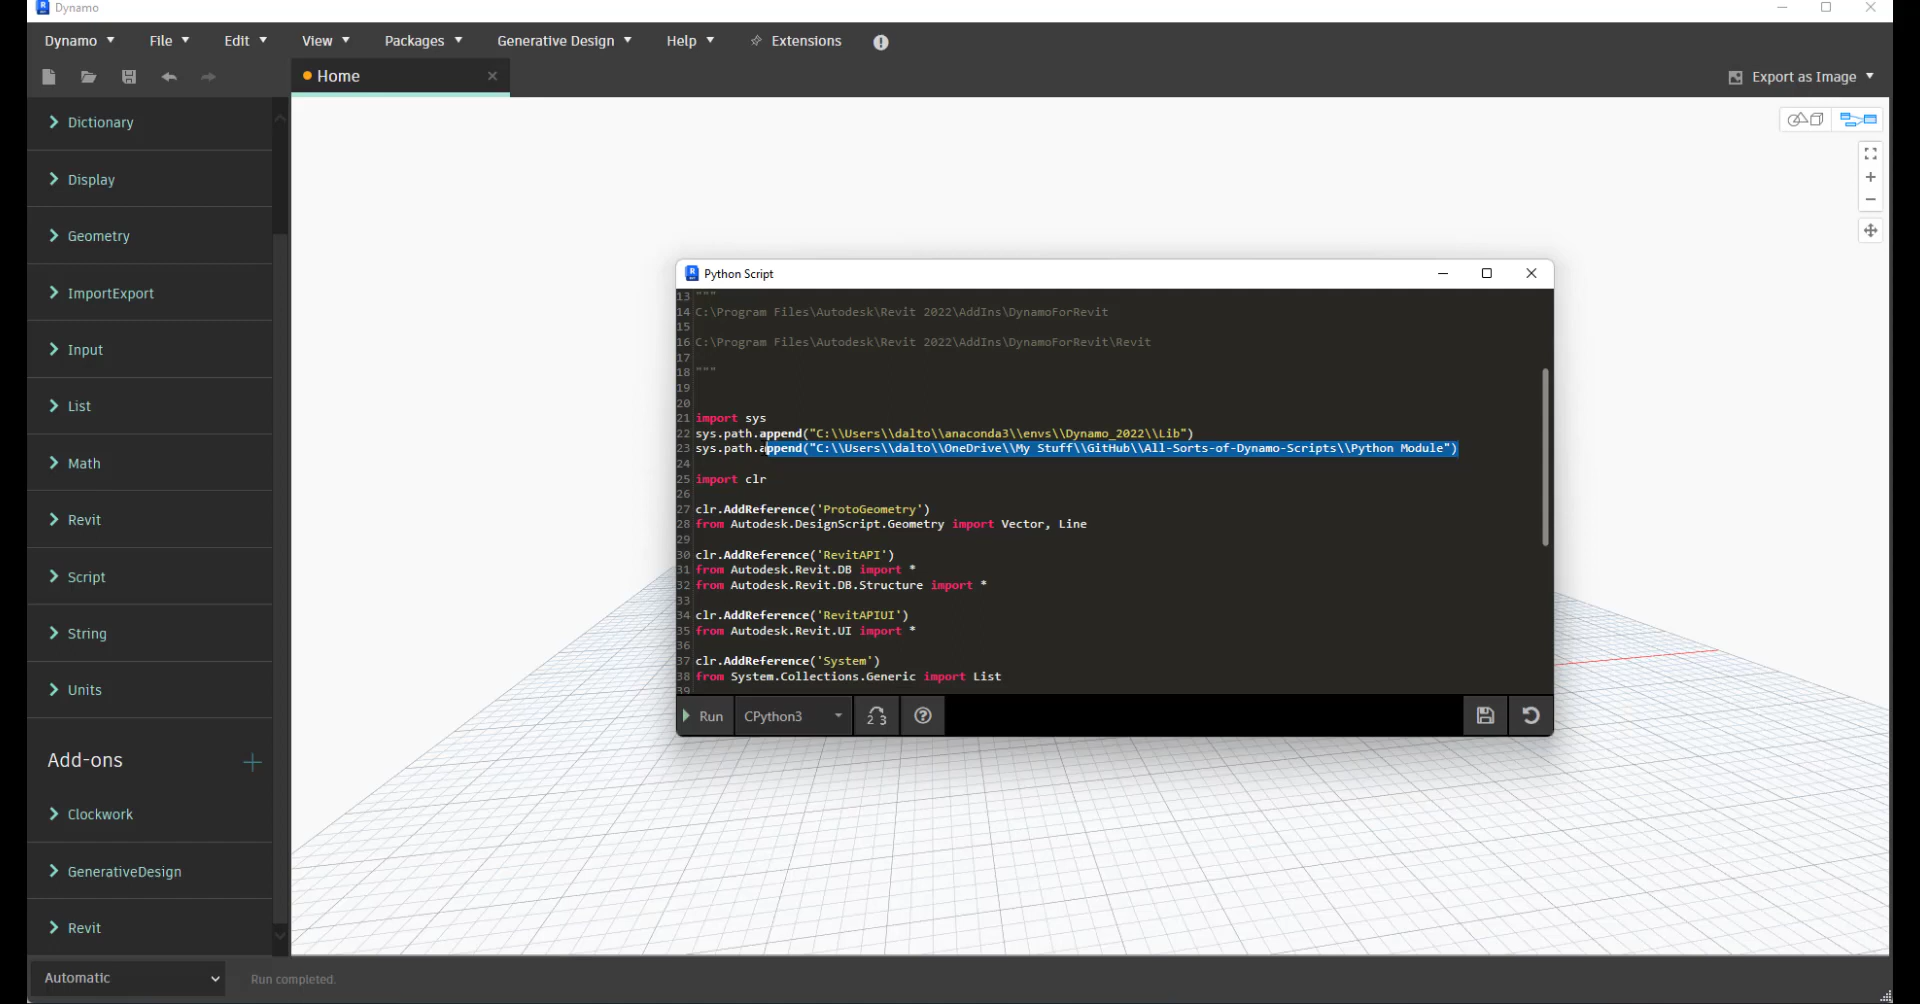 Dynamo
Dynamo File Edit View Packages Generative Design Help Extensions
Home
Export as Image
Dictionary
Display
Geometry
ImportExport
Input
List
Math
Revit
Script
String
Units
Add-ons
Clockwork
GenerativeDesign
Revit
Python Script
13 """
14 C:\Program Files\Autodesk\Revit 2022\AddIns\DynamoForRevit
15
16 C:\Program Files\Autodesk\Revit 2022\AddIns\DynamoForRevit\Revit
17
18 """
19
20
21 import sys
22 sys.path.append("C:\\Users\\dalto\\anaconda3\\envs\\Dynamo_2022\\Lib")
23 sys.path.append("C:\\Users\\dalto\\OneDrive\\My Stuff\\GitHub\\All-Sorts-of-Dynamo-Scripts\\Python Module")
24
25 import clr
26
27 clr.AddReference('ProtoGeometry')
28 from Autodesk.DesignScript.Geometry import Vector, Line
29
30 clr.AddReference('RevitAPI')
31 from Autodesk.Revit.DB import *
32 from Autodesk.Revit.DB.Structure import *
33
34 clr.AddReference('RevitAPIUI')
35 from Autodesk.Revit.UI import *
36
37 clr.AddReference('System')
38 from System.Collections.Generic import List
39
Run CPython3 2 3
Automatic Run completed.